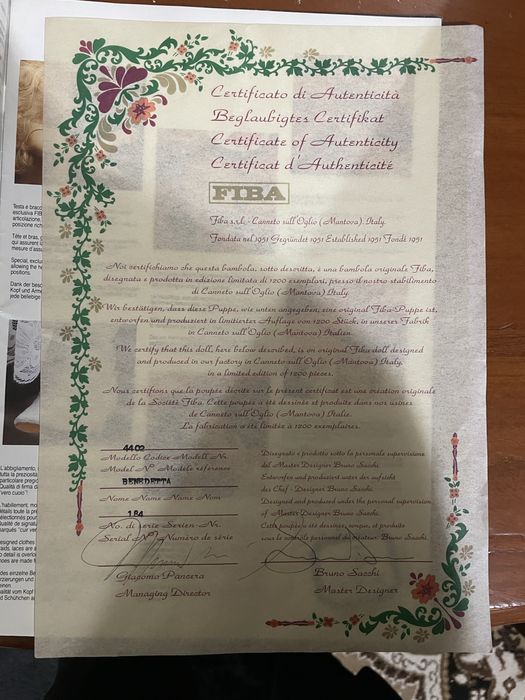 Certificato di Autenticità
Beglaubigtes Certifikat
Certificate of Autenticity
Certificat d'Authenticité
FIBA
Fiba s.r.l. - Canneto sull'Oglio (Mantova) Italy
Fondata nel 1951 Gegründet 1951 Established 1951 Fondé 1951
Noi certifichiamo che questa bambola, sotto descritta, è una bambola originale Fiba,
disegnata e prodotta in edizione limitata di 1200 esemplari, presso il nostro stabilimento
di Canneto sull'Oglio (Mantova) Italy.
Wir bestätigen, dass diese Puppe, wie unten angegeben, eine original Fiba-Puppe ist,
entworfen und produziert in limitierter Auflage von 1200 Stück, in unserer Fabrik
in Canneto sull'Oglio (Mantova) Italien.
We certify that this doll, here below described, is an original Fiba doll designed
and produced in our factory in Canneto sull'Oglio (Mantova) Italy,
in a limited edition of 1200 pieces.
Nous certifions que la poupée décrite sur le présent certificat est une création originale
de la Société Fiba. Cette poupée a été dessinée et produite dans nos usines
de Canneto sull'Oglio (Mantova) Italie.
La fabrication a été limitée à 1200 exemplaires.
4402
Modello Codice Modell Nr.
Model N° Modèle référence
BENEDETTA
Nome Name Name Nom
184
No. di serie Serien-Nr.
Serial N° Numéro de série
Disegnato e prodotto sotto la personale supervisione
del Master Designer Bruno Sacchi
Entworfen und produziert unter der aufsicht
des Chef-Designer Bruno Sacchi
Designed and produced under the personal supervision
of Master Designer Bruno Sacchi
Cette poupée a été dessinée, conçue, et produite
sous le contrôle personnel du créateur Bruno Sacchi
Giacomo Pancera
Managing Director
Bruno Sacchi
Master Designer